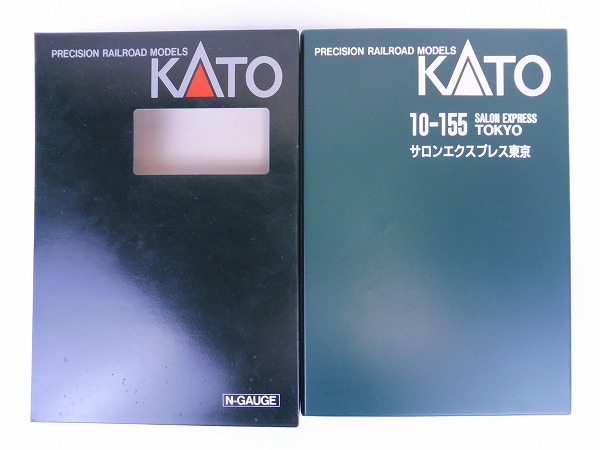 PRECISION RAILROAD MODELS
KATO
N-GAUGE
PRECISION RAILROAD MODELS
KATO
10-155 SALON EXPRESS TOKYO
サロンエクスプレス東京